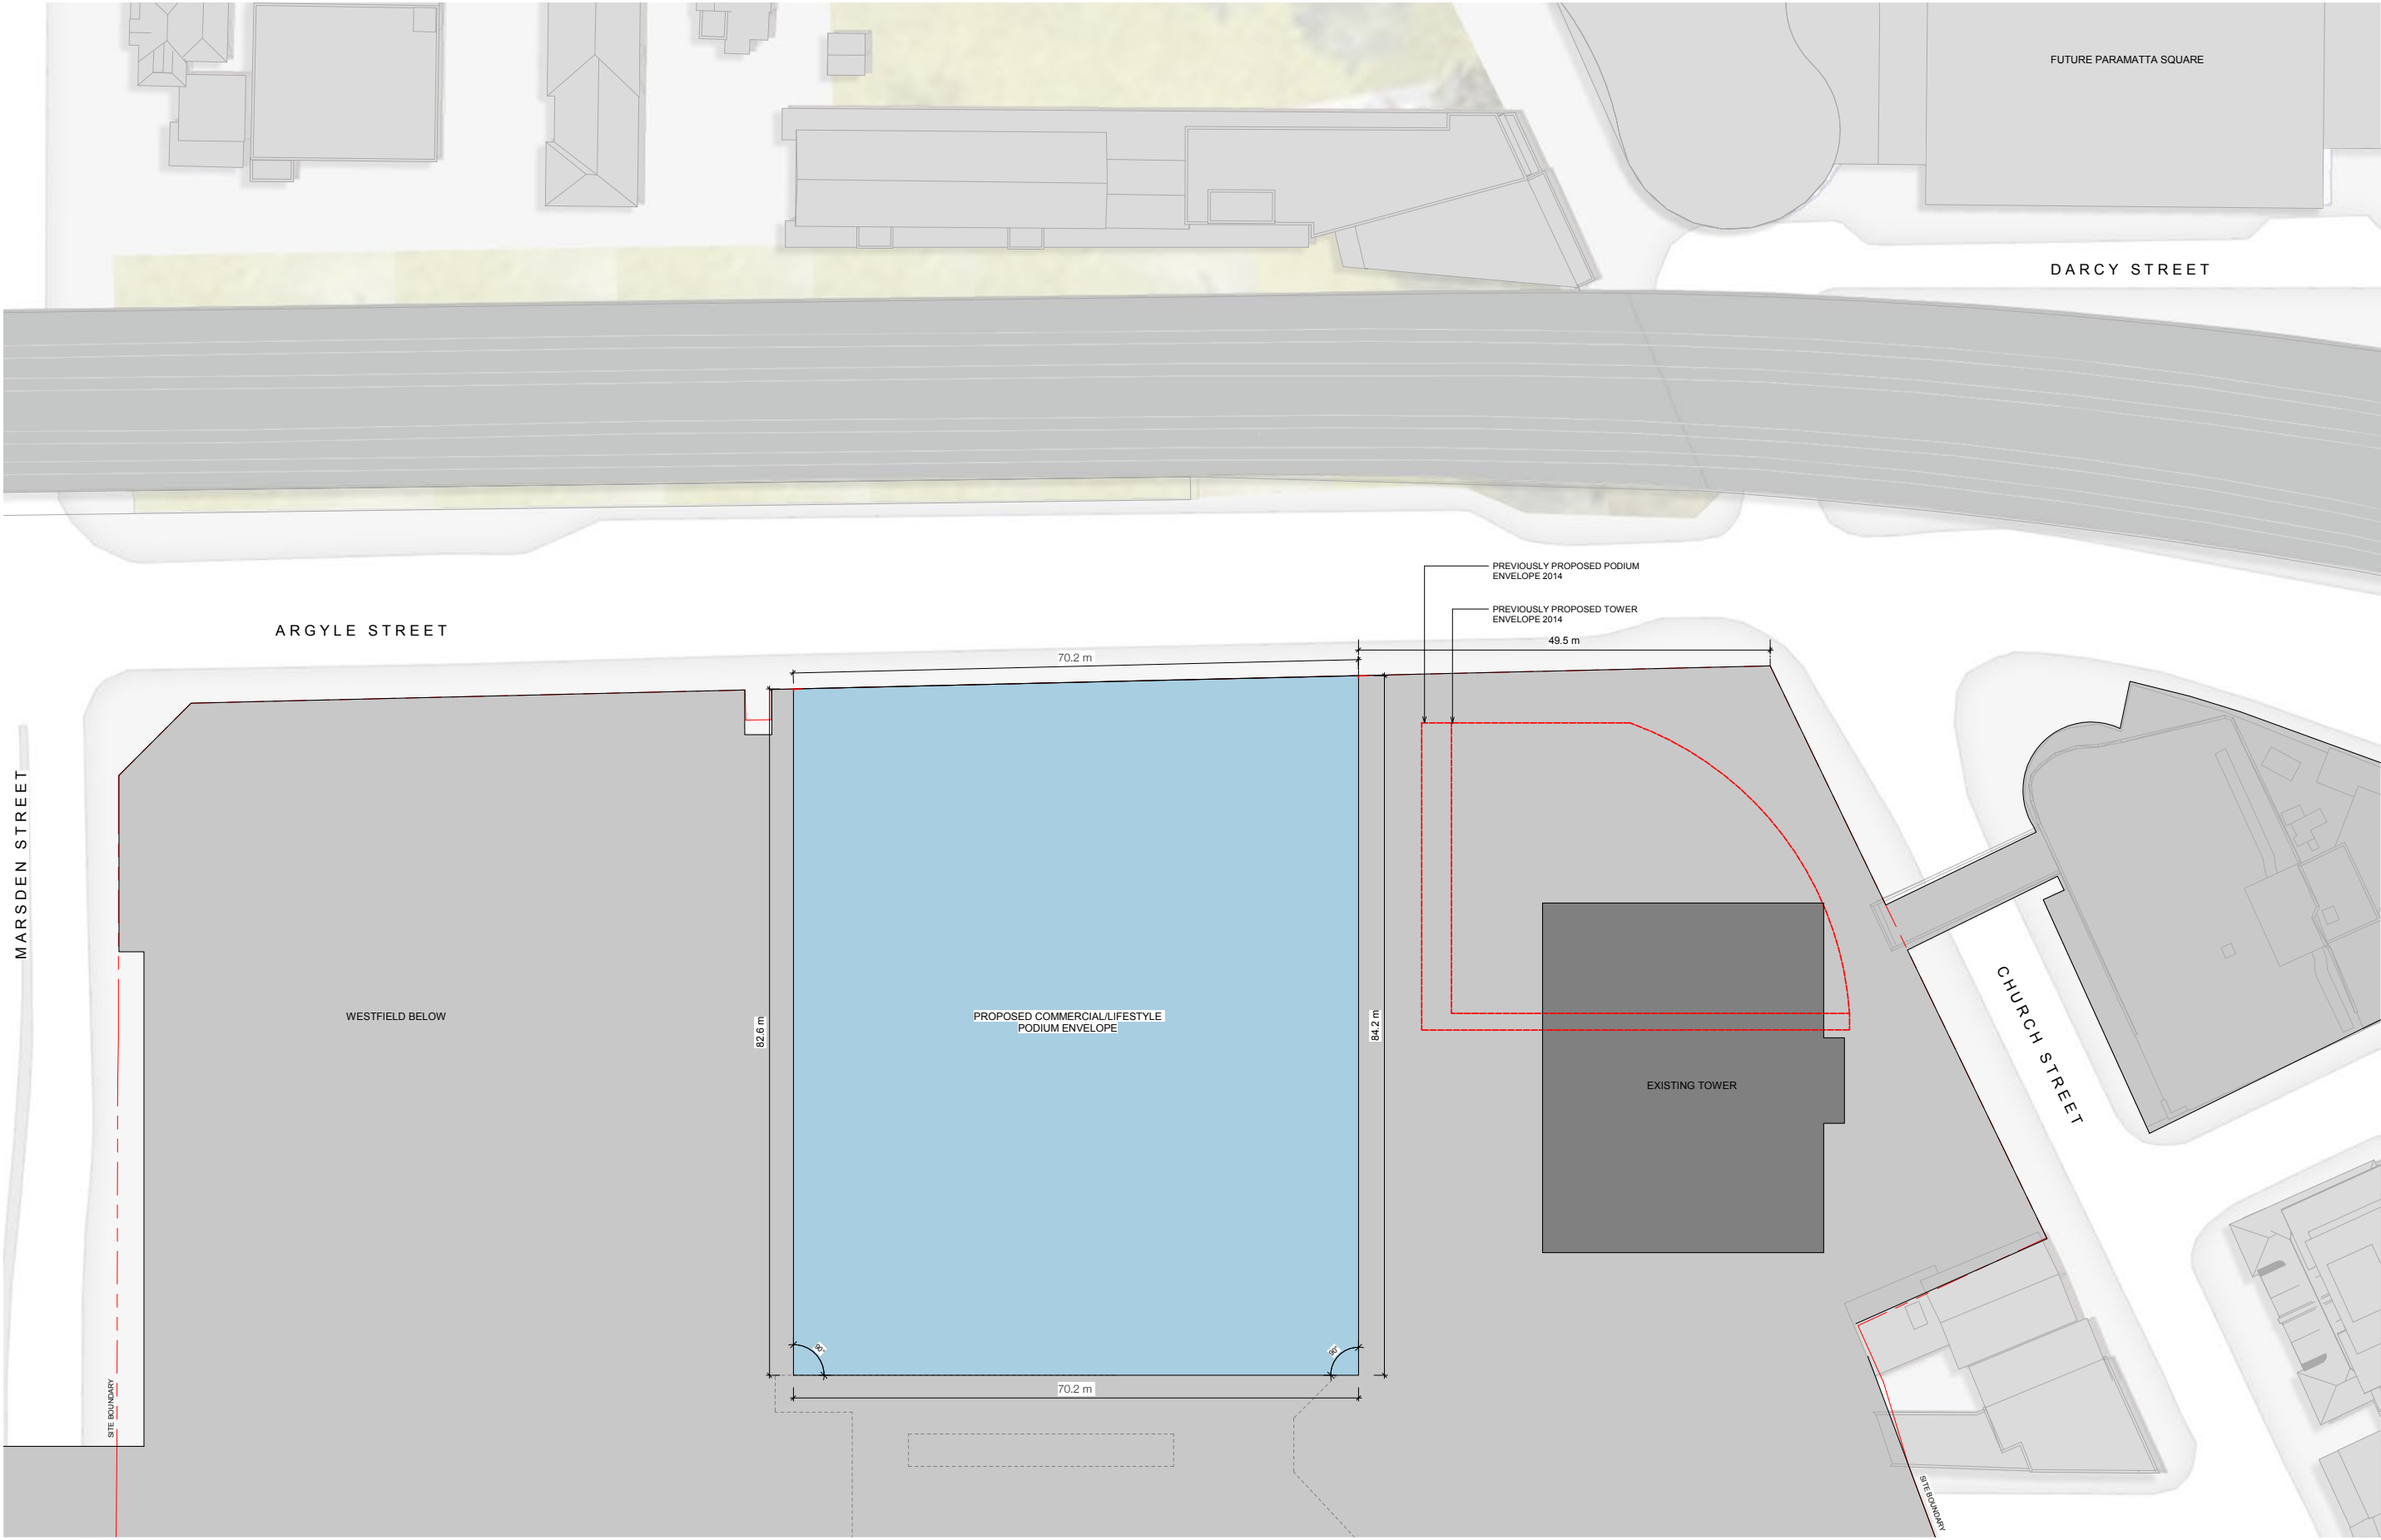 FUTURE PARAMATTA SQUARE
DARCY STREET
PREVIOUSLY PROPOSED PODIUM
ENVELOPE 2014
PREVIOUSLY PROPOSED TOWER
ENVELOPE 2014
ARGYLE STREET
49.5 m
70.2 m
MARSDEN STREET
WESTFIELD BELOW
82.6 m
PROPOSED COMMERCIAL/LIFESTYLE
PODIUM ENVELOPE
84.2 m
EXISTING TOWER
CHURCH STREET
90°
90°
70.2 m
SITE BOUNDARY
SITE BOUNDARY